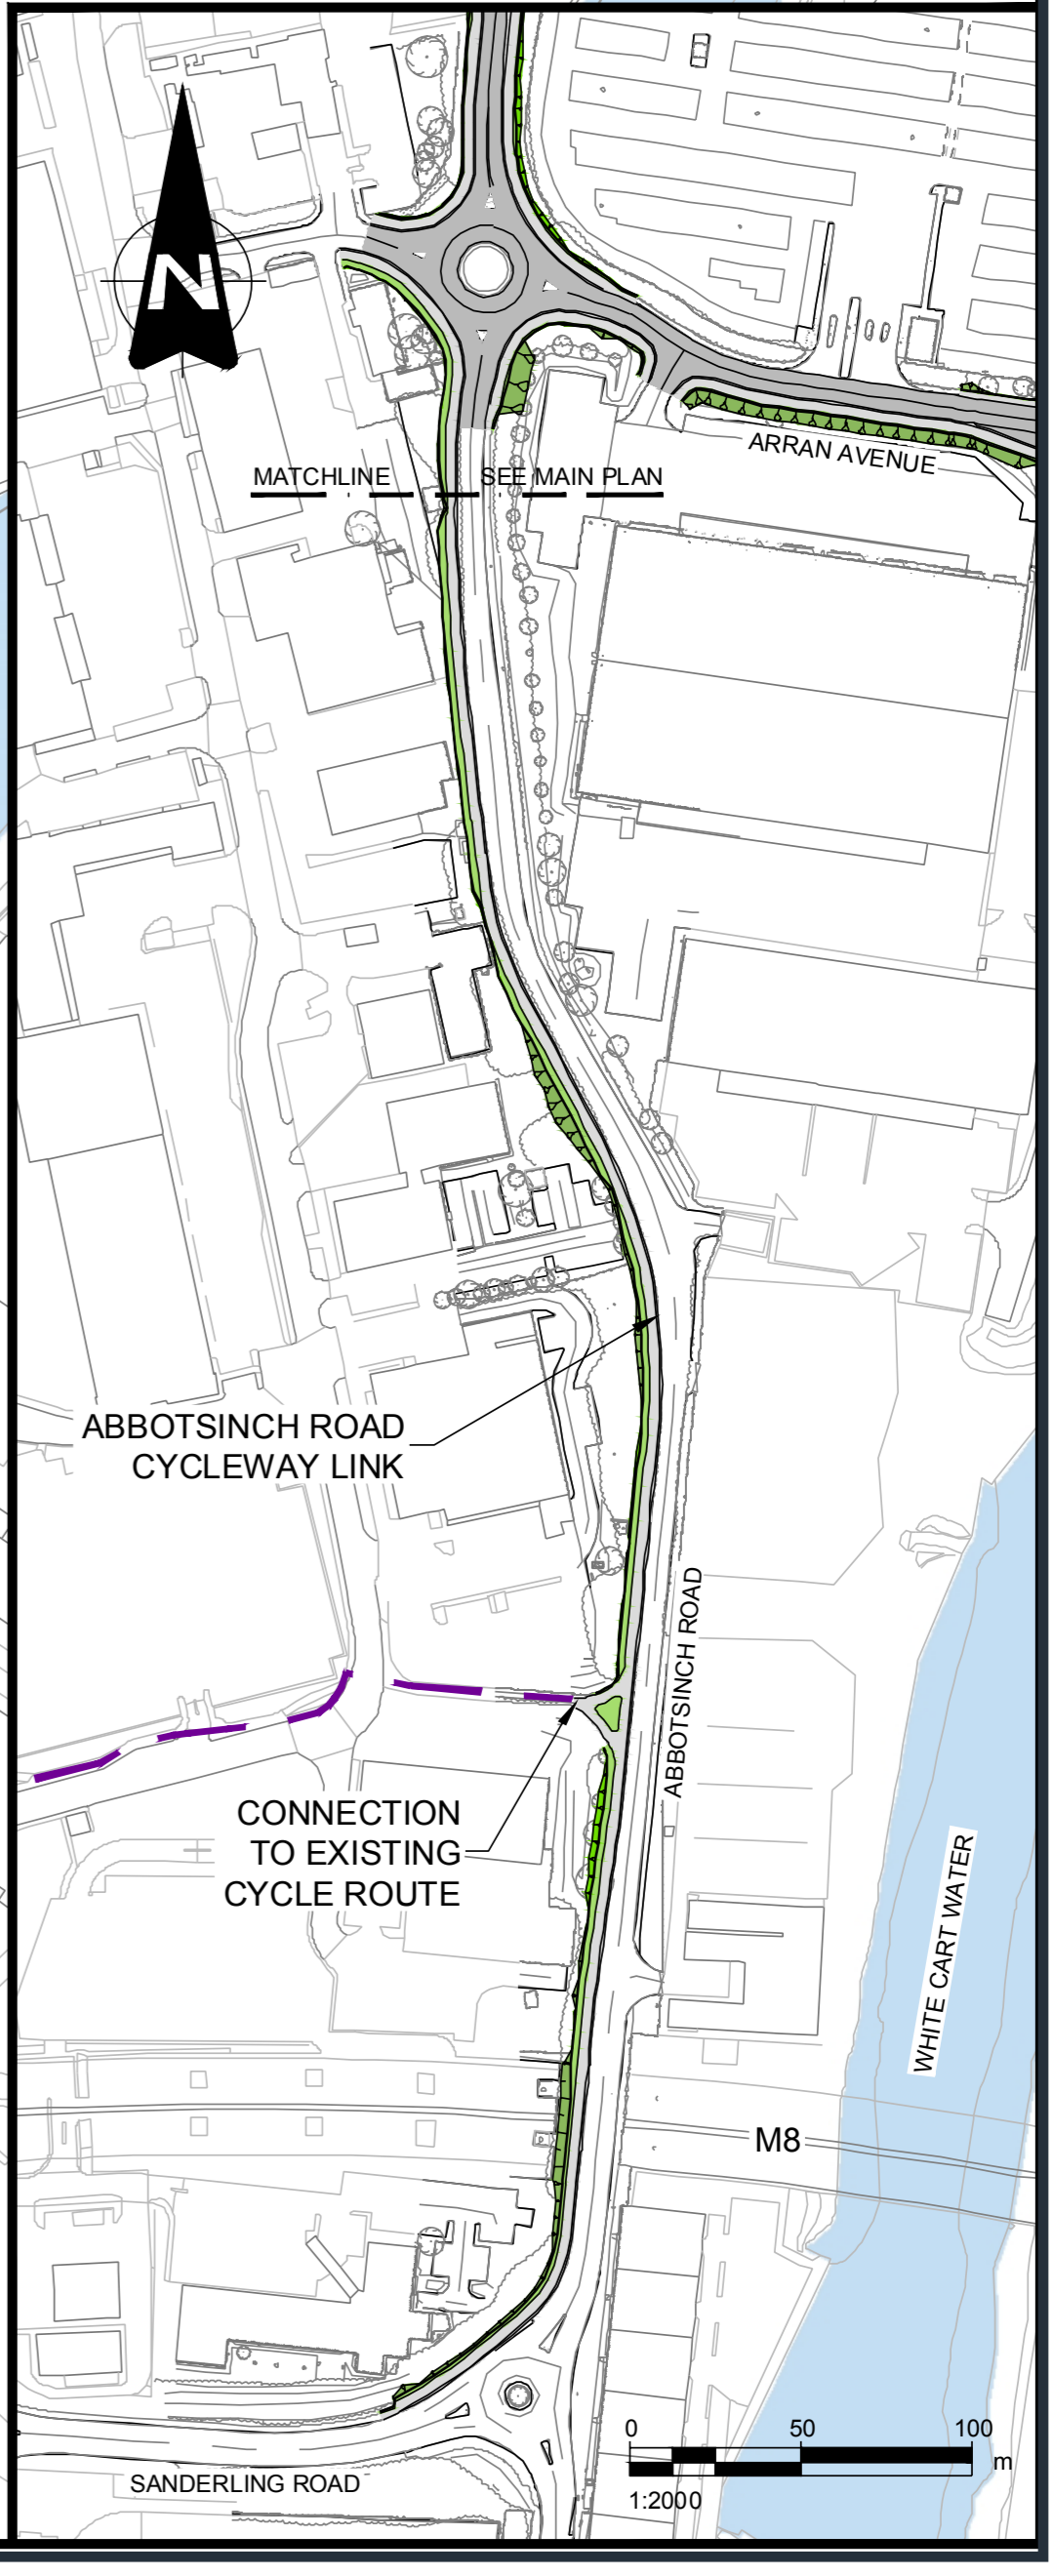 N
ARRAN AVENUE
MATCHLINE SEE MAIN PLAN
ABBOTSINCH ROAD
CYCLEWAY LINK
ABBOTSINCH ROAD
CONNECTION
TO EXISTING
CYCLE ROUTE
WHITE CART WATER
M8
SANDERLING ROAD
0 50 100
m
1:2000